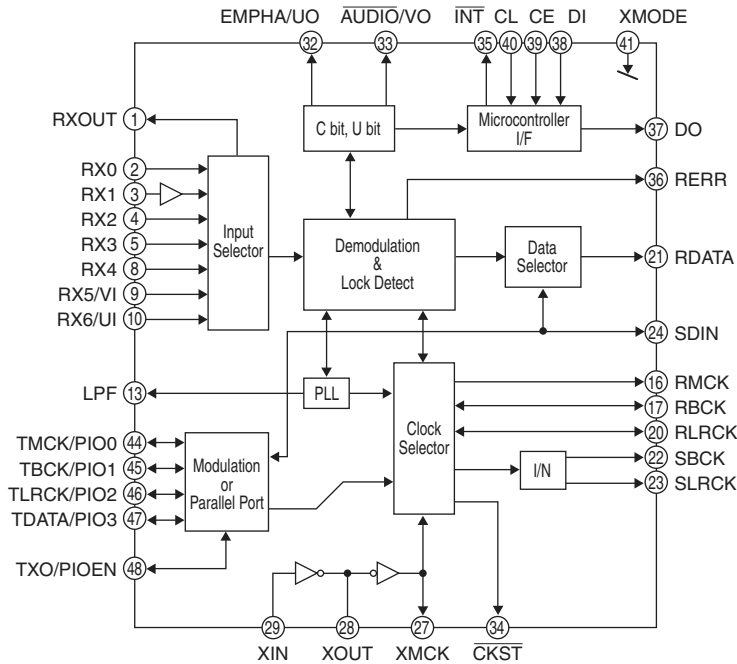 EMPHA/UO AUDIO/VO INT CL CE DI XMODE
32 33 35 40 39 38 41
RXOUT 1
C bit, U bit
Microcontroller
I/F
37 DO
RX0 2
36 RERR
RX1 3
RX2 4
RX3 5
RX4 8
RX5/VI 9
RX6/UI 10
Input
Selector
Demodulation
&
Lock Detect
Data
Selector
21 RDATA
24 SDIN
LPF 13
PLL
Clock
Selector
16 RMCK
17 RBCK
20 RLRCK
I/N
22 SBCK
23 SLRCK
TMCK/PIO0 44
TBCK/PIO1 45
TLRCK/PIO2 46
TDATA/PIO3 47
Modulation
or
Parallel Port
TXO/PIOEN 48
29 28 27 34
XIN XOUT XMCK CKST